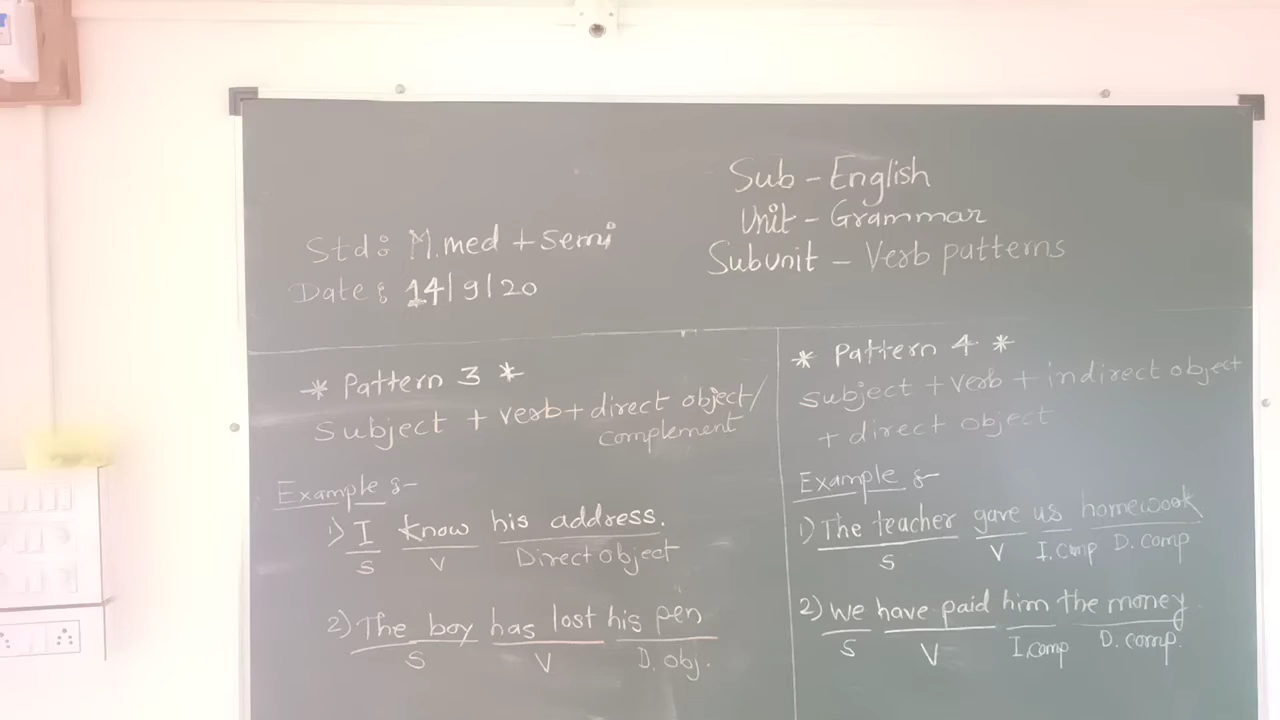 Sub - English
Unit - Grammar
Subunit - Verb patterns
Std: M.med + Semi
Date: 14/9/20
* Pattern 3 *
Subject + verb + direct object/
complement
Example :-
1) I know his address.
S V Direct object
2) The boy has lost his pen
S V D. obj.
* Pattern 4 *
subject + verb + indirect object
+ direct object
Example :-
1) The teacher gave us homework
S V I. comp D. comp
2) We have paid him the money
S V I. comp D. comp.